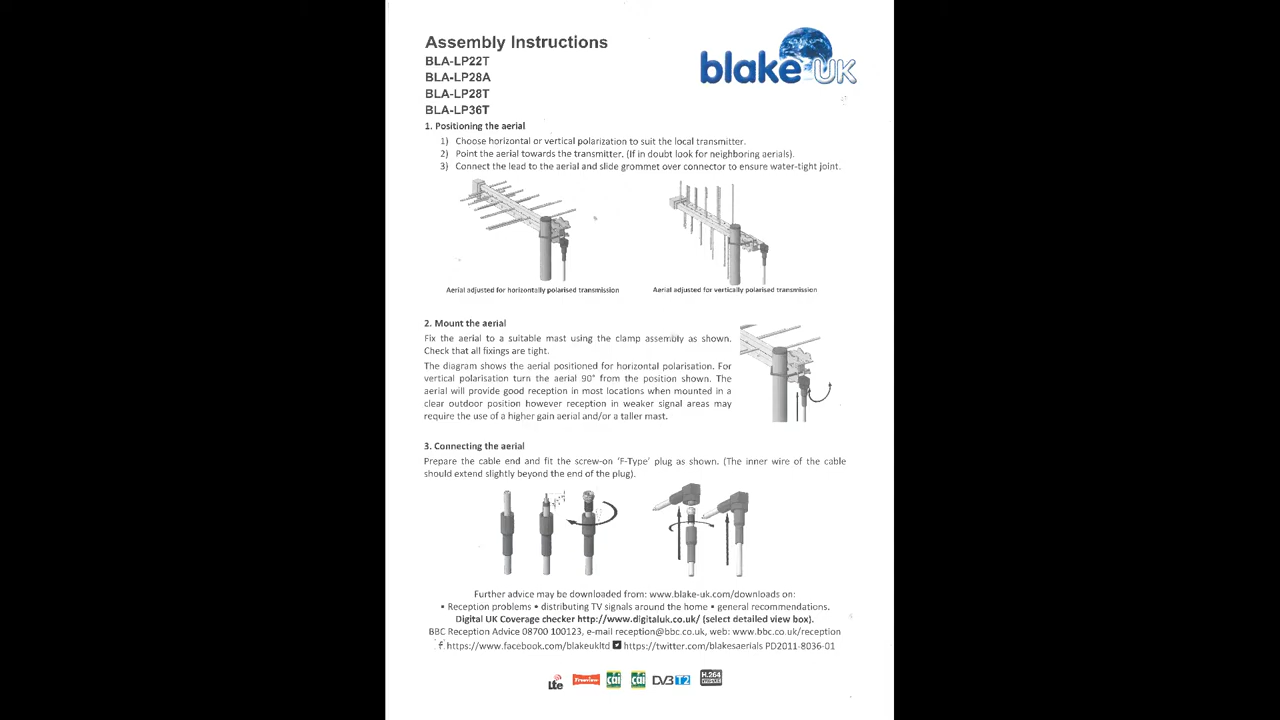 Assembly Instructions
BLA-LP22T
BLA-LP28A
BLA-LP28T
BLA-LP36T
blake UK
1. Positioning the aerial
1) Choose horizontal or vertical polarization to suit the local transmitter.
2) Point the aerial towards the transmitter. (If in doubt look for neighboring aerials).
3) Connect the lead to the aerial and slide grommet over connector to ensure water-tight joint.
Aerial adjusted for horizontally polarised transmission
Aerial adjusted for vertically polarised transmission
2. Mount the aerial
Fix the aerial to a suitable mast using the clamp assembly as shown.
Check that all fixings are tight.
The diagram shows the aerial positioned for horizontal polarisation. For
vertical polarisation turn the aerial 90° from the position shown. The
aerial will provide good reception in most locations when mounted in a
clear outdoor position however reception in weaker signal areas may
require the use of a higher gain aerial and/or a taller mast.
3. Connecting the aerial
Prepare the cable end and fit the screw-on ‘F-Type’ plug as shown. (The inner wire of the cable
should extend slightly beyond the end of the plug).
Further advice may be downloaded from: www.blake-uk.com/downloads on:
• Reception problems • distributing TV signals around the home • general recommendations.
Digital UK Coverage checker http://www.digitaluk.co.uk/ (select detailed view box).
BBC Reception Advice 08700 100123, e-mail reception@bbc.co.uk, web: www.bbc.co.uk/reception
f https://www.facebook.com/blakeukltd https://twitter.com/blakesaerials PD2011-8036-01
Lte Freeview cai cai DVB T2 H.264